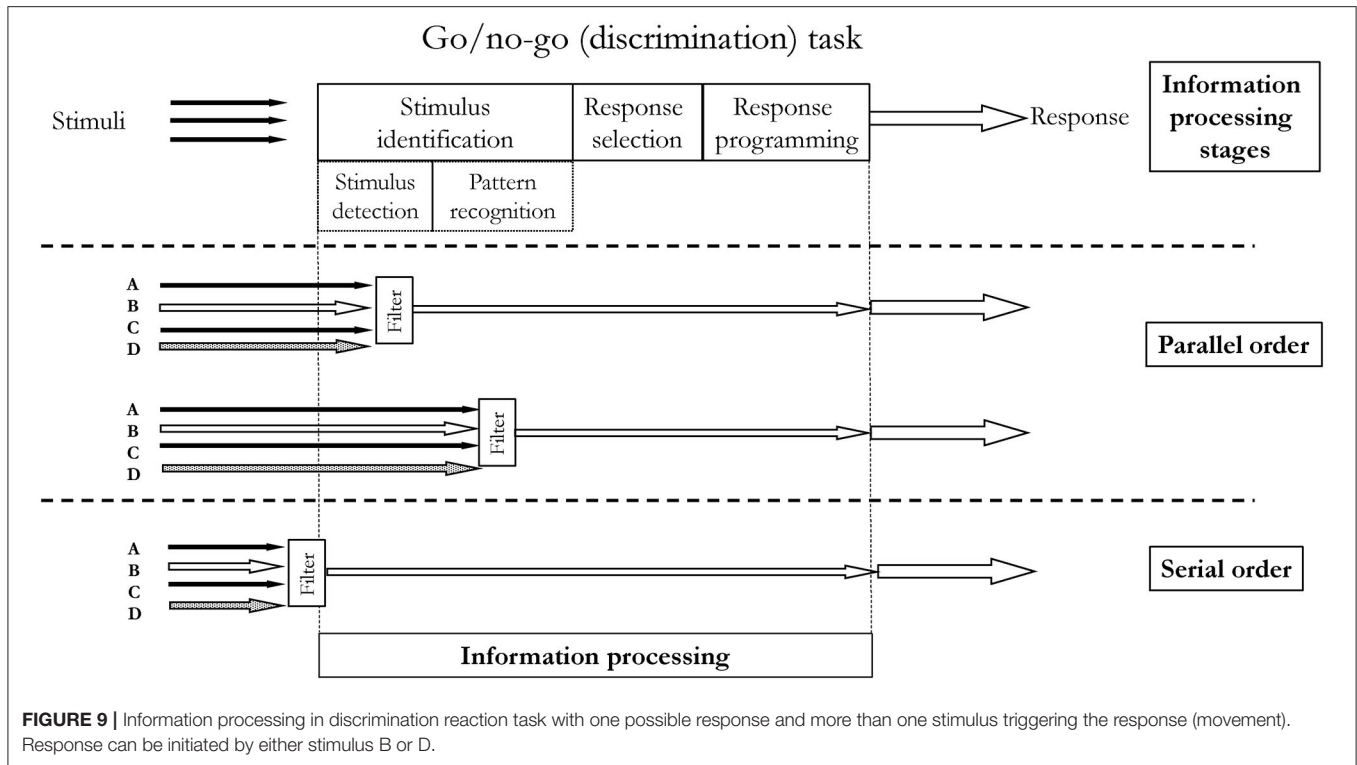 Go/no-go (discrimination) task
Stimuli
Stimulus
identification
Response
selection
Response
programming
Response
Information
processing
stages
Stimulus
detection
Pattern
recognition
A
B
C
D
Filter
Parallel order
A
B
C
D
Filter
A
B
C
D
Filter
Serial order
Information processing
FIGURE 9 | Information processing in discrimination reaction task with one possible response and more than one stimulus triggering the response (movement).
Response can be initiated by either stimulus B or D.